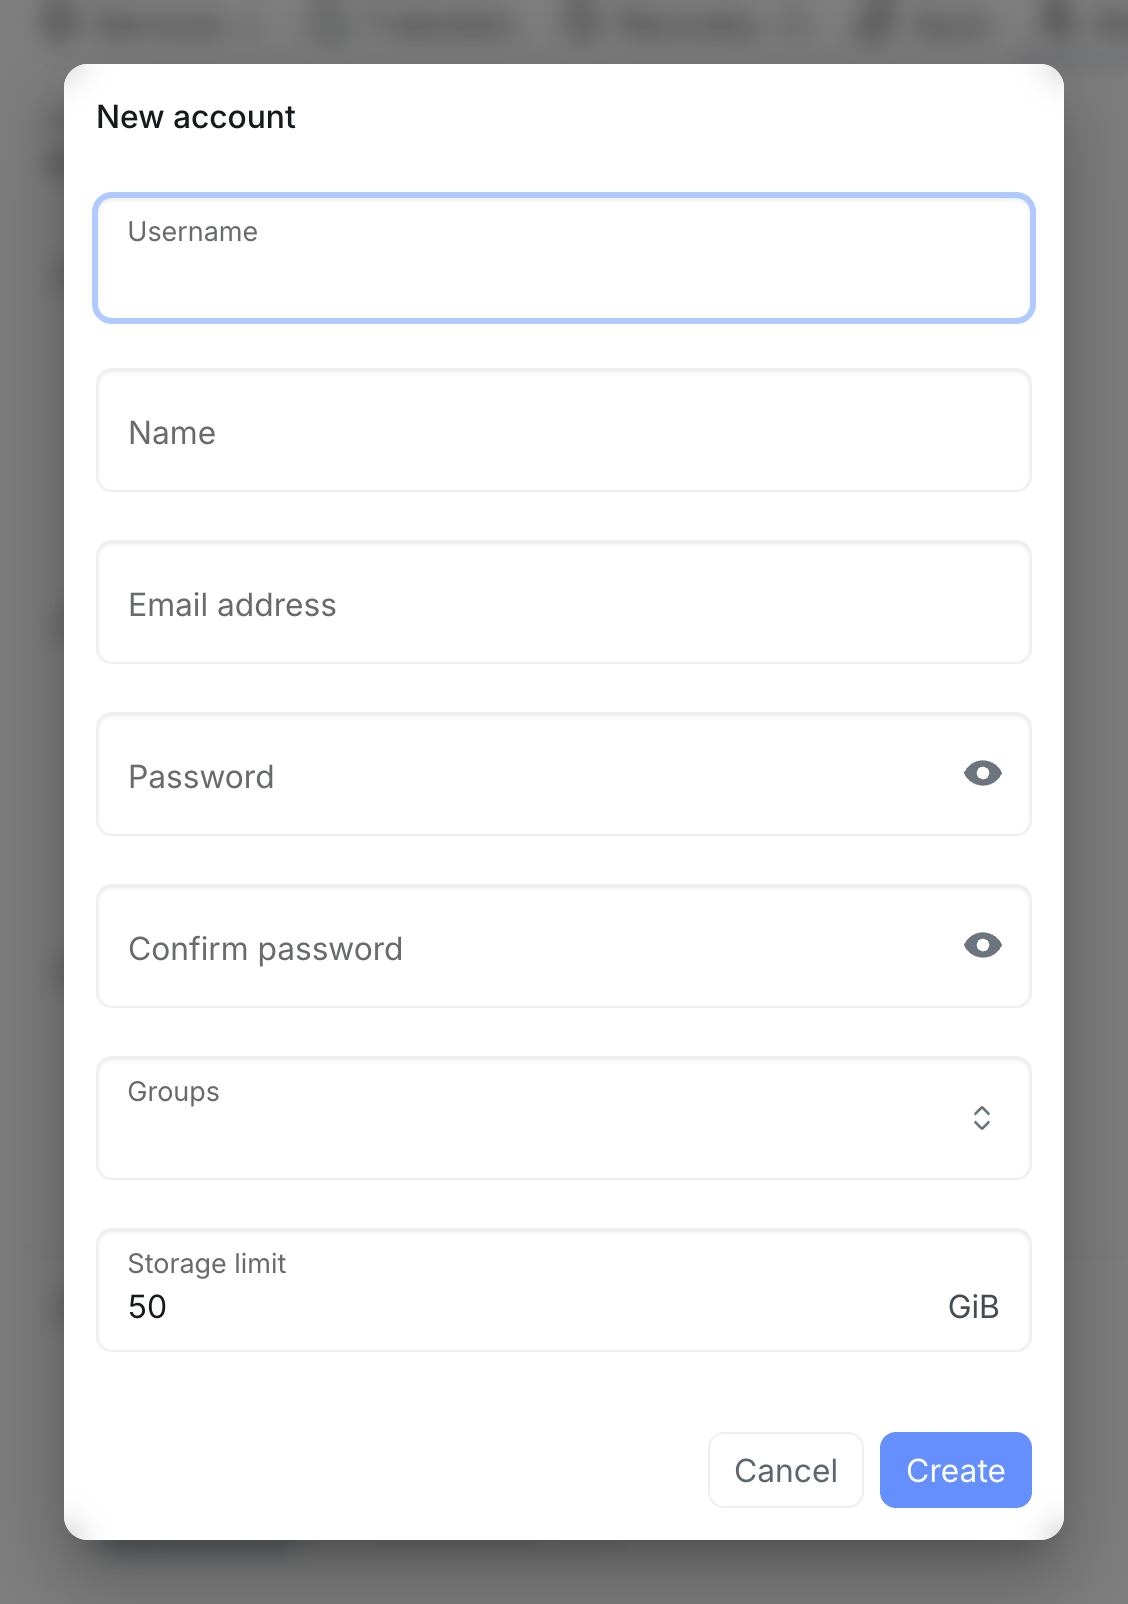 New account
Username
Name
Email address
Password
Confirm password
Groups
Storage limit
50 GiB
Cancel Create